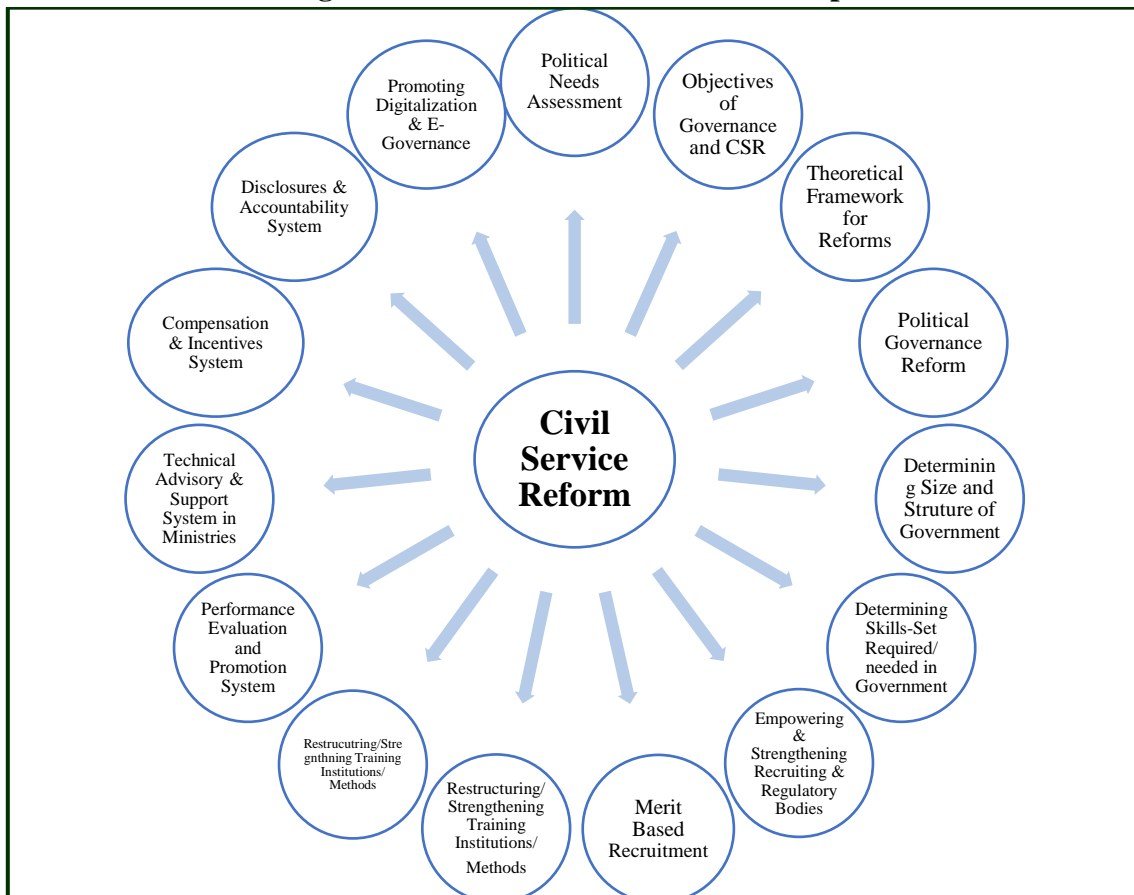 Political
Needs
Assessment
Objectives
of
Governance
and CSR
Theoretical
Framework
for
Reforms
Political
Governance
Reform
Determinin
g Size and
Struture of
Government
Determining
Skills-Set
Required/
needed in
Government
Empowering
&
Strengthening
Recruiting &
Regulatory
Bodies
Merit
Based
Recruitment
Restructuring/
Strengthening
Training
Institutions/
Methods
Restrucutring/Stre
gnthning Training
Institutions/
Methods
Performance
Evaluation
and
Promotion
System
Technical
Advisory &
Support
System in
Ministries
Compensation
& Incentives
System
Disclosures &
Accountability
System
Promoting
Digitalization
& E-
Governance
Civil
Service
Reform